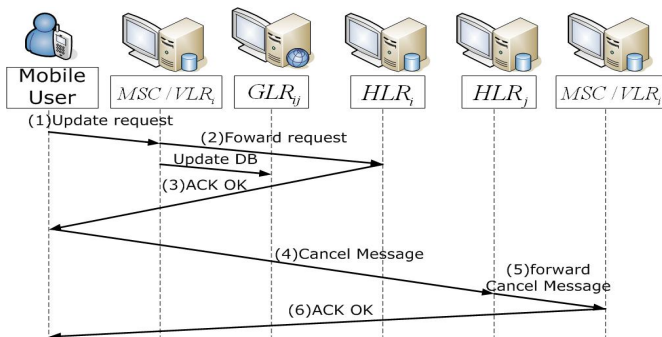 Mobile
User
MSC / VLR_i
GLR_ij
HLR_i
HLR_j
MSC / VLR_j
(1)Update request
(2)Foward request
Update DB
(3)ACK OK
(4)Cancel Message
(5)forward
Cancel Message
(6)ACK OK